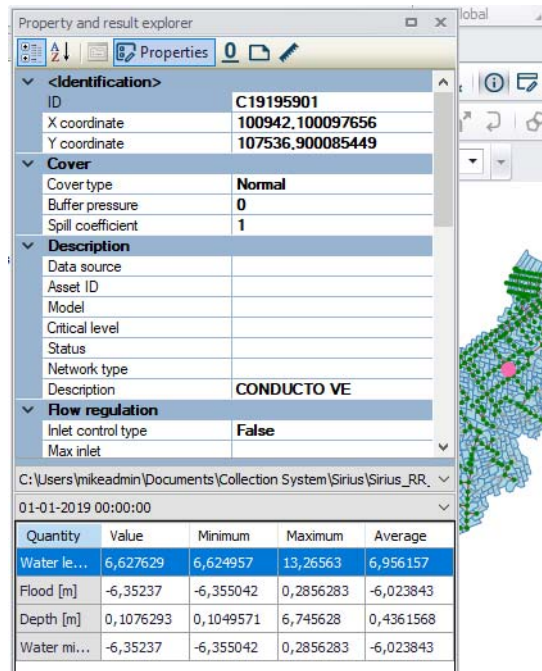 Property and result explorer
lobal
Properties
<Identification>
ID C19195901
X coordinate 100942,100097656
Y coordinate 107536,900085449
Cover
Cover type Normal
Buffer pressure 0
Spill coefficient 1
Description
Data source
Asset ID
Model
Critical level
Status
Network type
Description CONDUCTO VE
Flow regulation
Inlet control type False
Max inlet
C:\Users\mikeadmin\Documents\Collection System\Sirius\Sirius_RR_
01-01-2019 00:00:00
Quantity Value Minimum Maximum Average
Water le... 6,627629 6,624957 13,26563 6,956157
Flood [m] -6,35237 -6,355042 0,2856283 -6,023843
Depth [m] 0,1076293 0,1049571 6,745628 0,4361568
Water mi... -6,35237 -6,355042 0,2856283 -6,023843